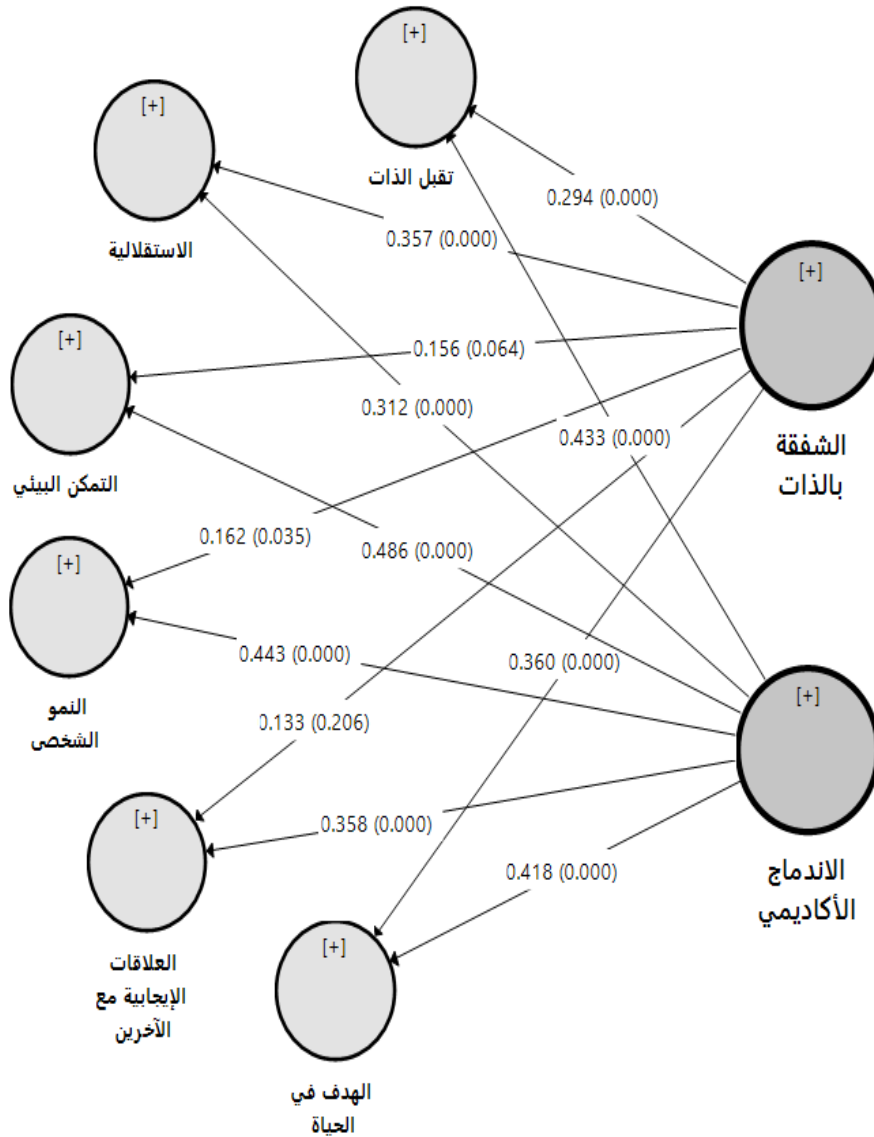 [+]
تقبل الذات
[+]
الاستقلالية
0.294 (0.000)
0.357 (0.000)
[+]
الشفقة
بالذات
[+]
التمكن البيئي
0.156 (0.064)
0.312 (0.000)
0.433 (0.000)
0.162 (0.035)
0.486 (0.000)
[+]
النمو
الشخصي
0.443 (0.000)
0.360 (0.000)
0.133 (0.206)
[+]
الاندماج
الأكاديمي
[+]
العلاقات
الإيجابية مع
الآخرين
0.358 (0.000)
0.418 (0.000)
[+]
الهدف في
الحياة